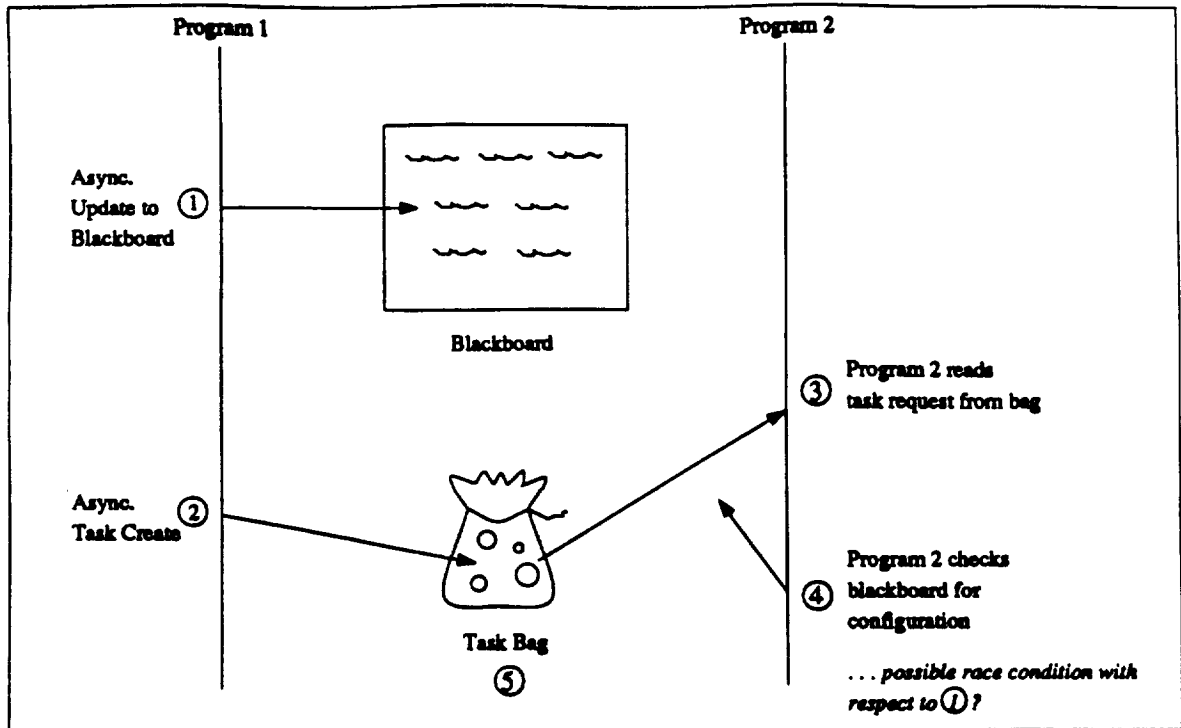 Program 1
Program 2
Async.
Update to ①
Blackboard
Blackboard
③ Program 2 reads
task request from bag
Async.
Task Create ②
Program 2 checks
④ blackboard for
configuration
Task Bag
⑤
. . . possible race condition with
respect to ① ?